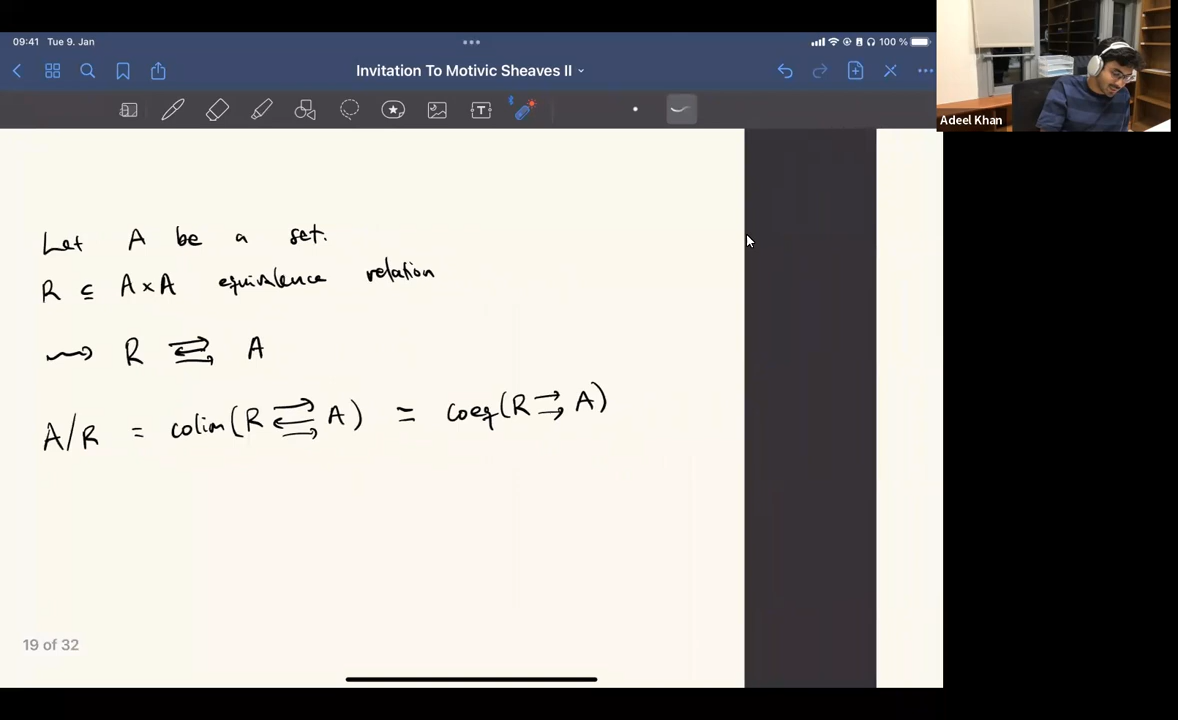 09:41 Tue 9. Jan
100 %
Invitation To Motivic Sheaves II
Adeel Khan
Let A be a set.
R ⊆ A×A equivalence relation
⇝ R ⇄→ A
A/R = colim(R ⇄→ A) = coeq(R ⇉ A)
19 of 32